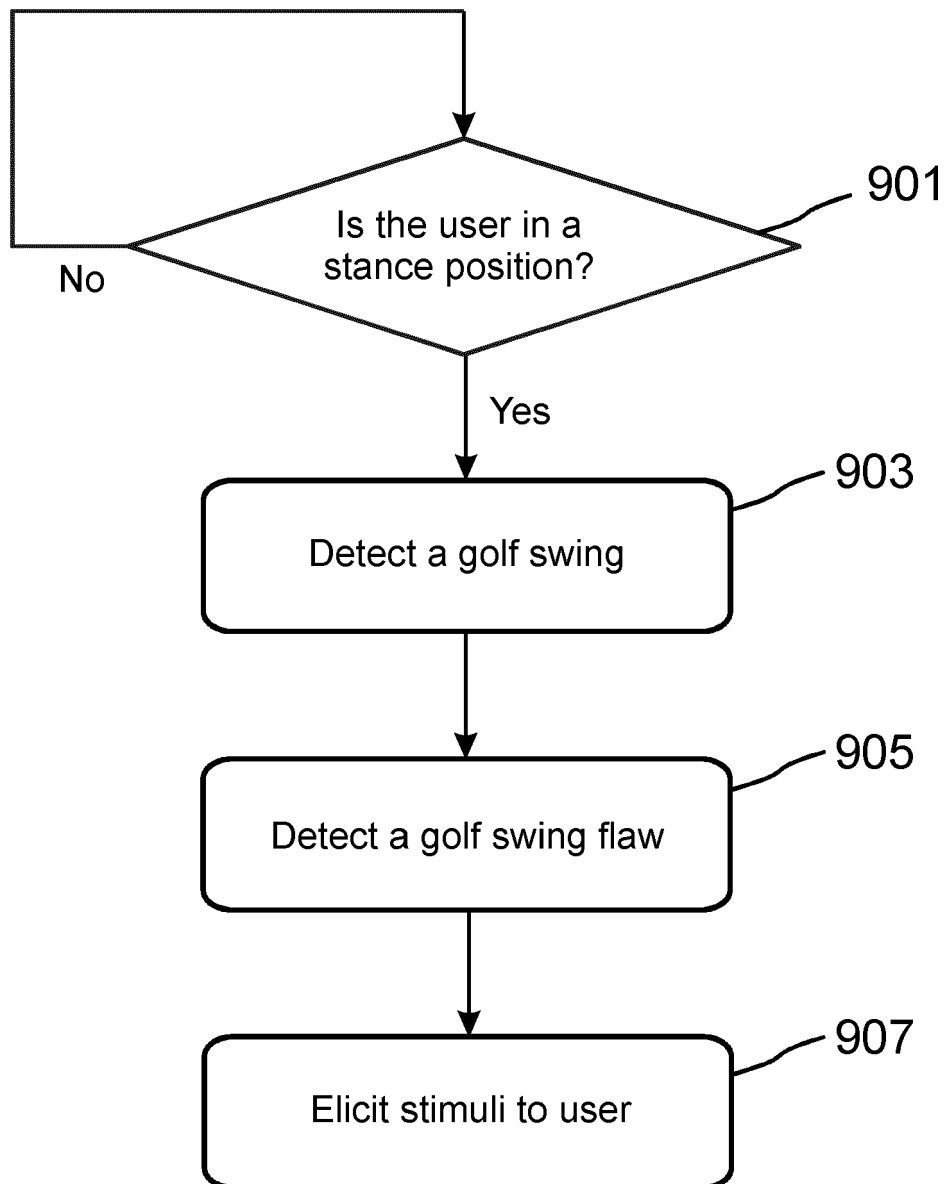 901
Is the user in a
stance position?
No
Yes
903
Detect a golf swing
905
Detect a golf swing flaw
907
Elicit stimuli to user